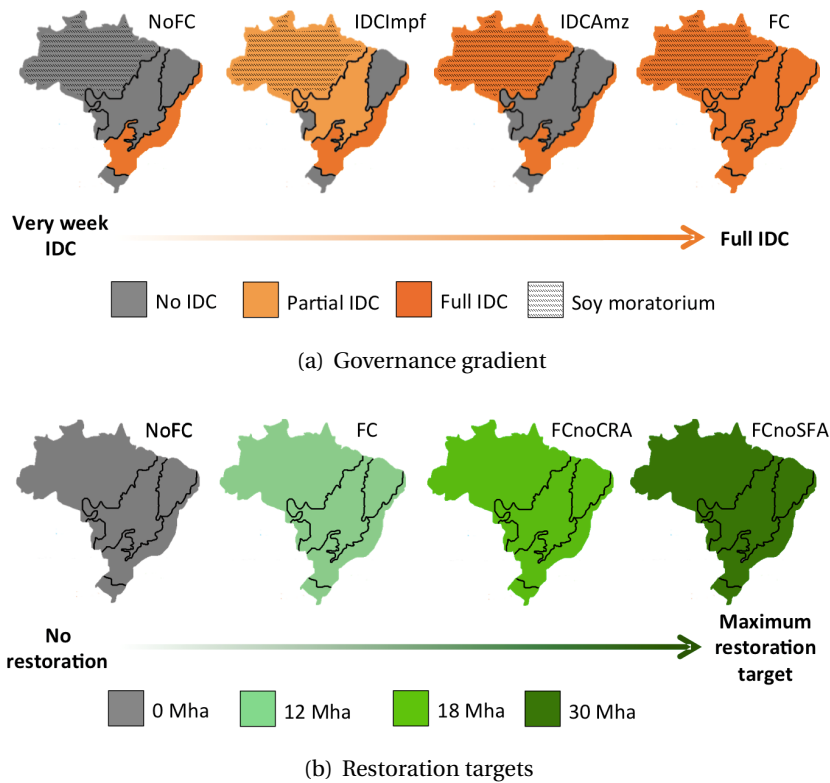 NoFC
IDCImpf
IDCAmz
FC
Very week
IDC
Full IDC
No IDC
Partial IDC
Full IDC
Soy moratorium
(a) Governance gradient
NoFC
FC
FCnoCRA
FCnoSFA
No
restoration
Maximum
restoration
target
0 Mha
12 Mha
18 Mha
30 Mha
(b) Restoration targets